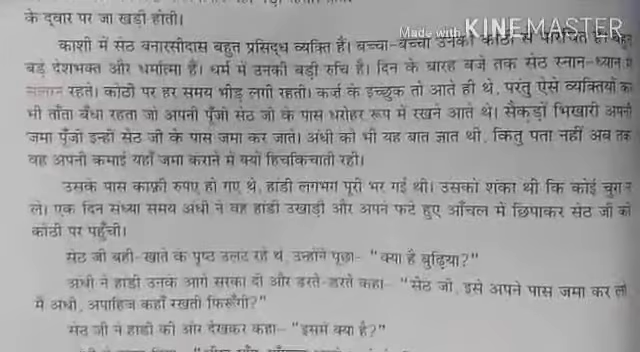 के द्वार पर जा खड़ी होती।
Made with KINEMASTER
काशी में सेठ बनारसीदास बहुत प्रसिद्ध व्यक्ति हैं। बच्चा-बच्चा उनकी कोठी से परिचित है। बहुत
बड़े देशभक्त और धर्मात्मा हैं। धर्म में उनकी बड़ी रुचि है। दिन के बारह बजे तक सेठ स्नान-ध्यान में
संलग्न रहते। कोठी पर हर समय भीड़ लगी रहती। कर्ज के इच्छुक तो आते ही थे, परंतु ऐसे व्यक्तियों का
भी ताँता बँधा रहता जो अपनी पूँजी सेठ जी के पास धरोहर रूप में रखने आते थे। सैकड़ों भिखारी अपनी
जमा पूँजी इन्हीं सेठ जी के पास जमा कर जाते। अंधी को भी यह बात ज्ञात थी, किंतु पता नहीं अब तक
वह अपनी कमाई यहाँ जमा कराने में क्यों हिचकिचाती रही।
उसके पास काफ़ी रुपए हो गए थे, हांडी लगभग पूरी भर गई थी। उसको शंका थी कि कोई चुरा न
ले। एक दिन संध्या समय अंधी ने वह हांडी उखाड़ी और अपने फटे हुए आँचल में छिपाकर सेठ जी की
कोठी पर पहुँची।
सेठ जी बही-खाते के पृष्ठ उलट रहे थे, उन्होंने पूछा- "क्या है बुढ़िया?"
अंधी ने हांडी उनके आगे सरका दी और डरते-डरते कहा- "सेठ जी, इसे अपने पास जमा कर लो
मैं अंधी, अपाहिज कहाँ रखती फिरूँगी?"
सेठ जी ने हांडी की ओर देखकर कहा- "इसमें क्या है?"